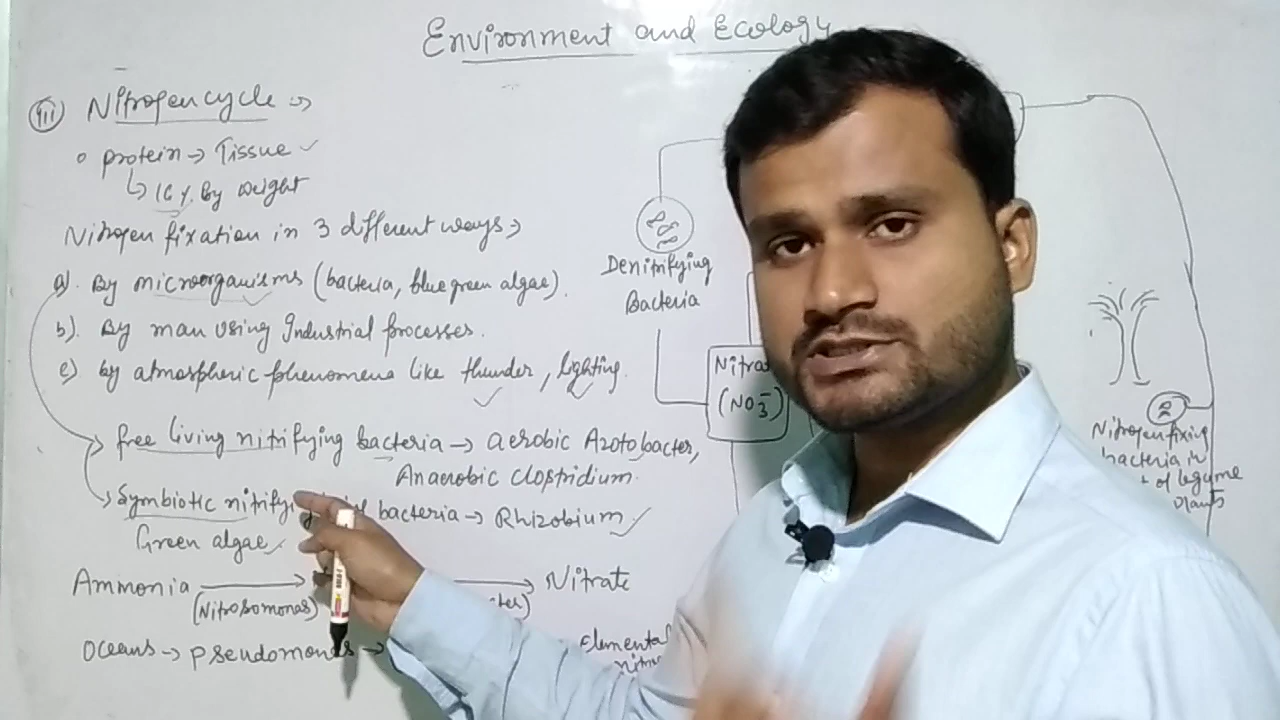 Environment and Ecology
(iii) Nitrogen cycle →
o protein → Tissue ✓
↳ 16 % By weight
Nitrogen fixation in 3 different ways →
a). By microorganisms (bacteria, blue green algae).
b). By man using Industrial processes.
c) by atmospheric phenomena like thunder, lighting.
→ free living nitrifying bacteria → aerobic Azotobacter,
Anaerobic Clostridium.
→ Symbiotic bacteria → Rhizobium ✓
Green algae
Ammonia → Nitrate
(Nitrosomonas)
Oceans → pseudomonas →
Elemental
Denitrifying
Bacteria
(NO3-)
Nitrogen fixing
bacteria in
of legume
plants